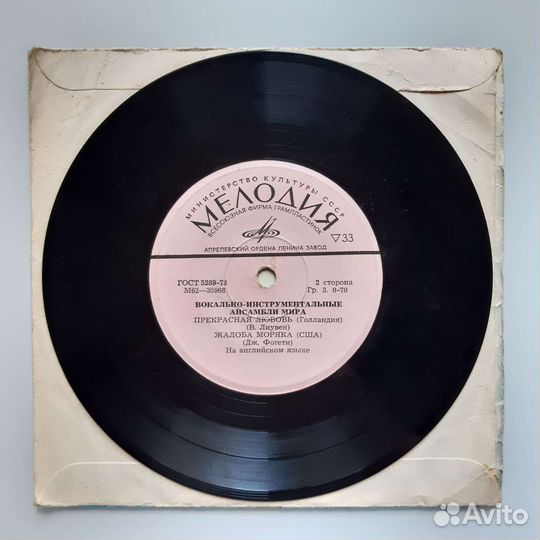 МИНИСТЕРСТВО КУЛЬТУРЫ СССР
МЕЛОДИЯ
ВСЕСОЮЗНАЯ ФИРМА ГРАМПЛАСТИНОК
▽33
АПРЕЛЕВСКИЙ ОРДЕНА ЛЕНИНА ЗАВОД
ГОСТ 5289-73 2 сторона
М62—35968 Гр. 3. 0-70
ВОКАЛЬНО-ИНСТРУМЕНТАЛЬНЫЕ
АНСАМБЛИ МИРА
ПРЕКРАСНАЯ ЛЮБОВЬ (Голландия)
(В. Лиувен)
ЖАЛОБА МОРЯКА (США)
(Дж. Фогети)
На английском языке
Avito